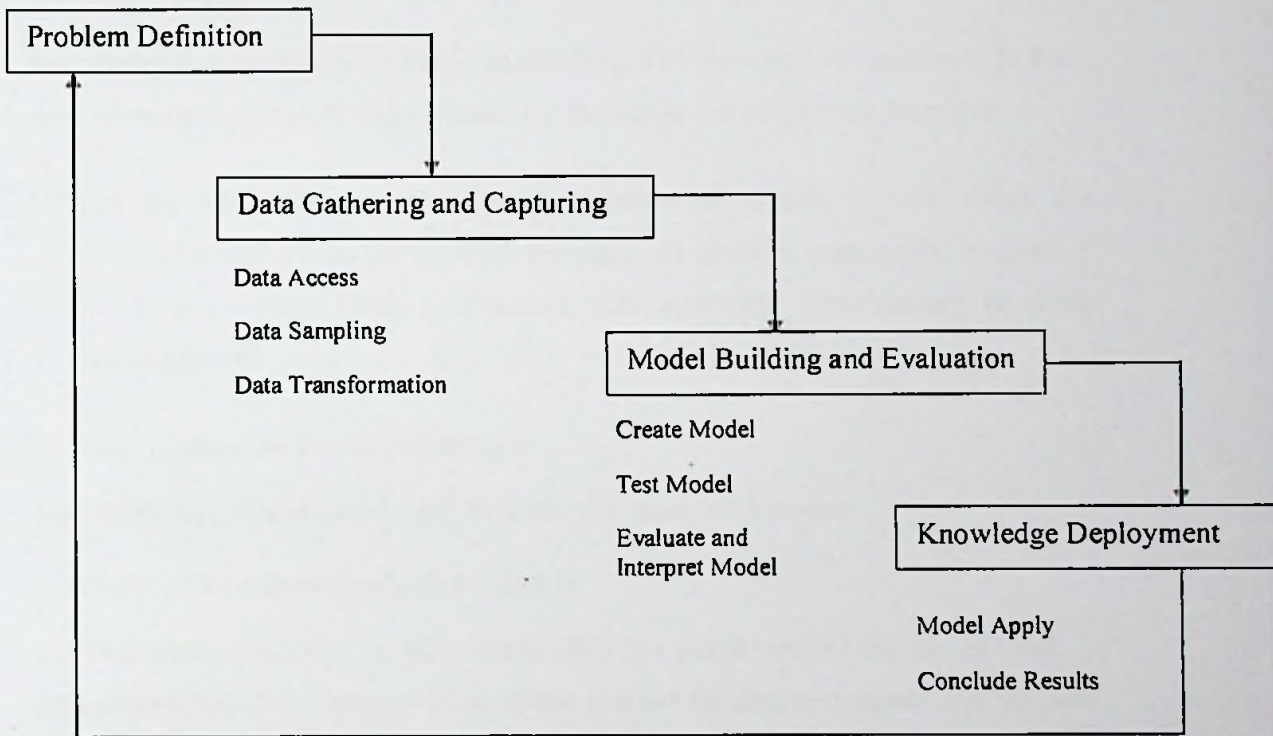 Problem Definition
Data Gathering and Capturing
Data Access
Data Sampling
Data Transformation
Model Building and Evaluation
Create Model
Test Model
Evaluate and
Interpret Model
Knowledge Deployment
Model Apply
Conclude Results